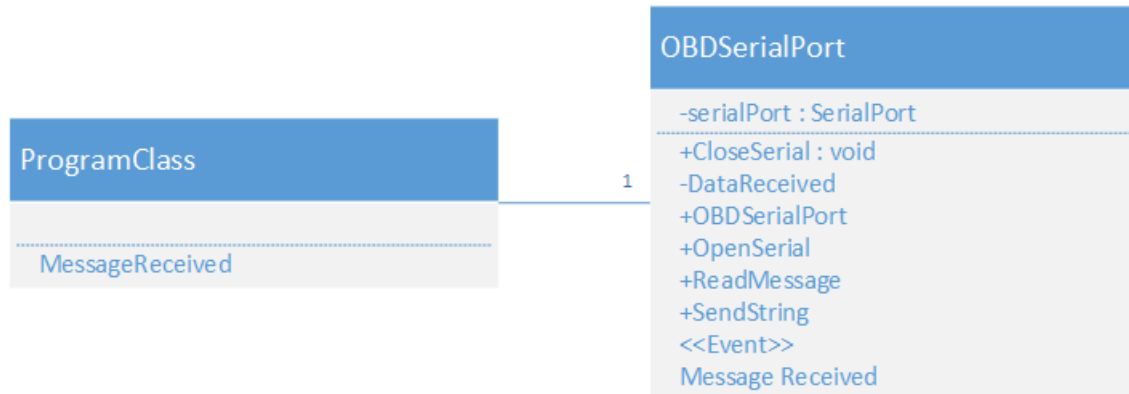 ProgramClass
MessageReceived
1
OBDSerialPort
-serialPort : SerialPort
+CloseSerial : void
-DataReceived
+OBDSerialPort
+OpenSerial
+ReadMessage
+SendString
<<Event>>
Message Received